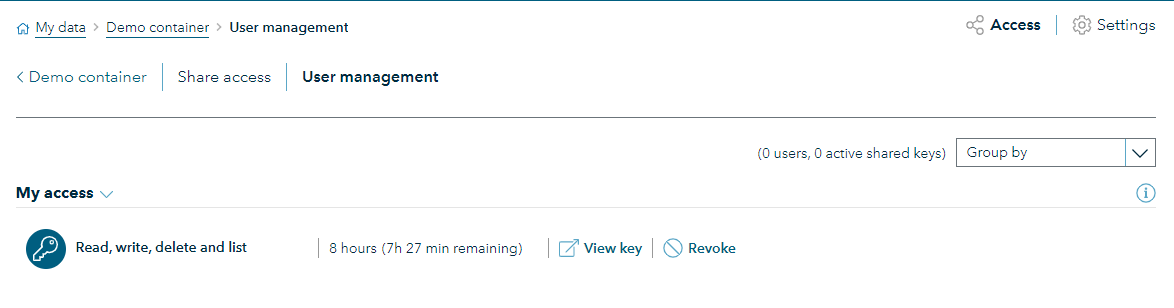 My data > Demo container > User management
Access
Settings
< Demo container
Share access
User management
(0 users, 0 active shared keys)
Group by
My access
Read, write, delete and list
8 hours (7h 27 min remaining)
View key
Revoke